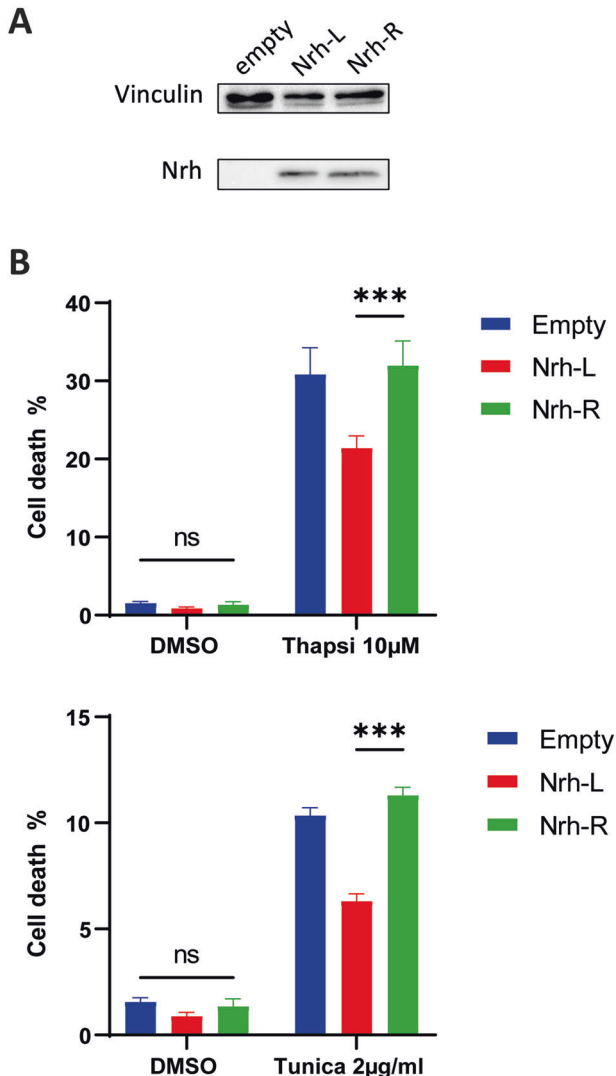 A
empty Nrh-L Nrh-R
Vinculin
Nrh
B
40
30
20
10
0
Cell death %
ns
***
DMSO
Thapsi 10µM
Empty
Nrh-L
Nrh-R
15
10
5
0
Cell death %
ns
***
DMSO
Tunica 2µg/ml
Empty
Nrh-L
Nrh-R